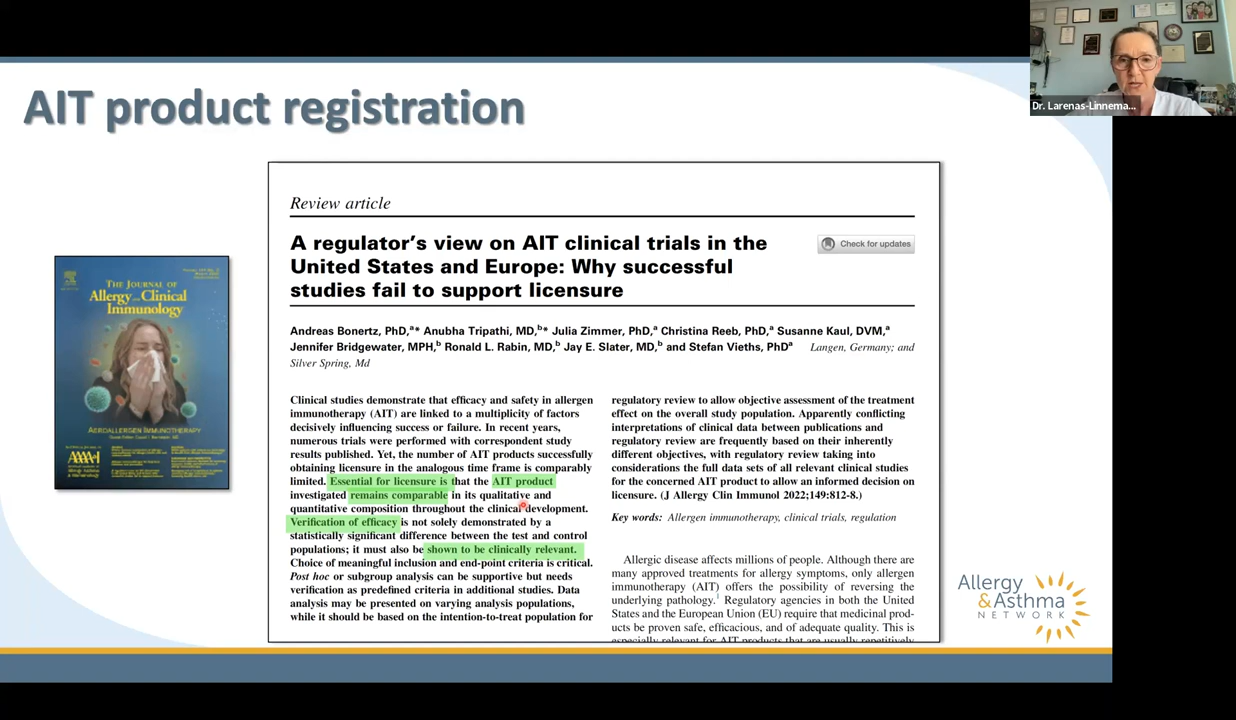 Dr. Larenas-Linnema...
AIT product registration
Review article
A regulator's view on AIT clinical trials in the
United States and Europe: Why successful
studies fail to support licensure
Check for updates
Andreas Bonertz, PhD,a* Anubha Tripathi, MD,b* Julia Zimmer, PhD,a Christina Reeb, PhD,a Susanne Kaul, DVM,a
Jennifer Bridgewater, MPH,b Ronald L. Rabin, MD,b Jay E. Slater, MD,b and Stefan Vieths, PhDa Langen, Germany; and
Silver Spring, Md
Clinical studies demonstrate that efficacy and safety in allergen
immunotherapy (AIT) are linked to a multiplicity of factors
decisively influencing success or failure. In recent years,
numerous trials were performed with correspondent study
results published. Yet, the number of AIT products successfully
obtaining licensure in the analogous time frame is comparably
limited. Essential for licensure is that the AIT product
investigated remains comparable in its qualitative and
quantitative composition throughout the clinical development.
Verification of efficacy is not solely demonstrated by a
statistically significant difference between the test and control
populations; it must also be shown to be clinically relevant.
Choice of meaningful inclusion and end-point criteria is critical.
Post hoc or subgroup analysis can be supportive but needs
verification as predefined criteria in additional studies. Data
analysis may be presented on varying analysis populations,
while it should be based on the intention-to-treat population for
regulatory review to allow objective assessment of the treatment
effect on the overall study population. Apparently conflicting
interpretations of clinical data between publications and
regulatory review are frequently based on their inherently
different objectives, with regulatory review taking into
considerations the full data sets of all relevant clinical studies
for the concerned AIT product to allow an informed decision on
licensure. (J Allergy Clin Immunol 2022;149:812-8.)
Key words: Allergen immunotherapy, clinical trials, regulation
Allergic disease affects millions of people. Although there are
many approved treatments for allergy symptoms, only allergen
immunotherapy (AIT) offers the possibility of reversing the
underlying pathology.1 Regulatory agencies in both the United
States and the European Union (EU) require that medicinal prod-
ucts be proven safe, efficacious, and of adequate quality. This is
especially relevant for AIT products that are usually repetitively
THE JOURNAL OF
Allergy AND Clinical
Immunology
AEROALLERGEN IMMUNOTHERAPY
AAAAI
Allergy
&Asthma
NETWORK